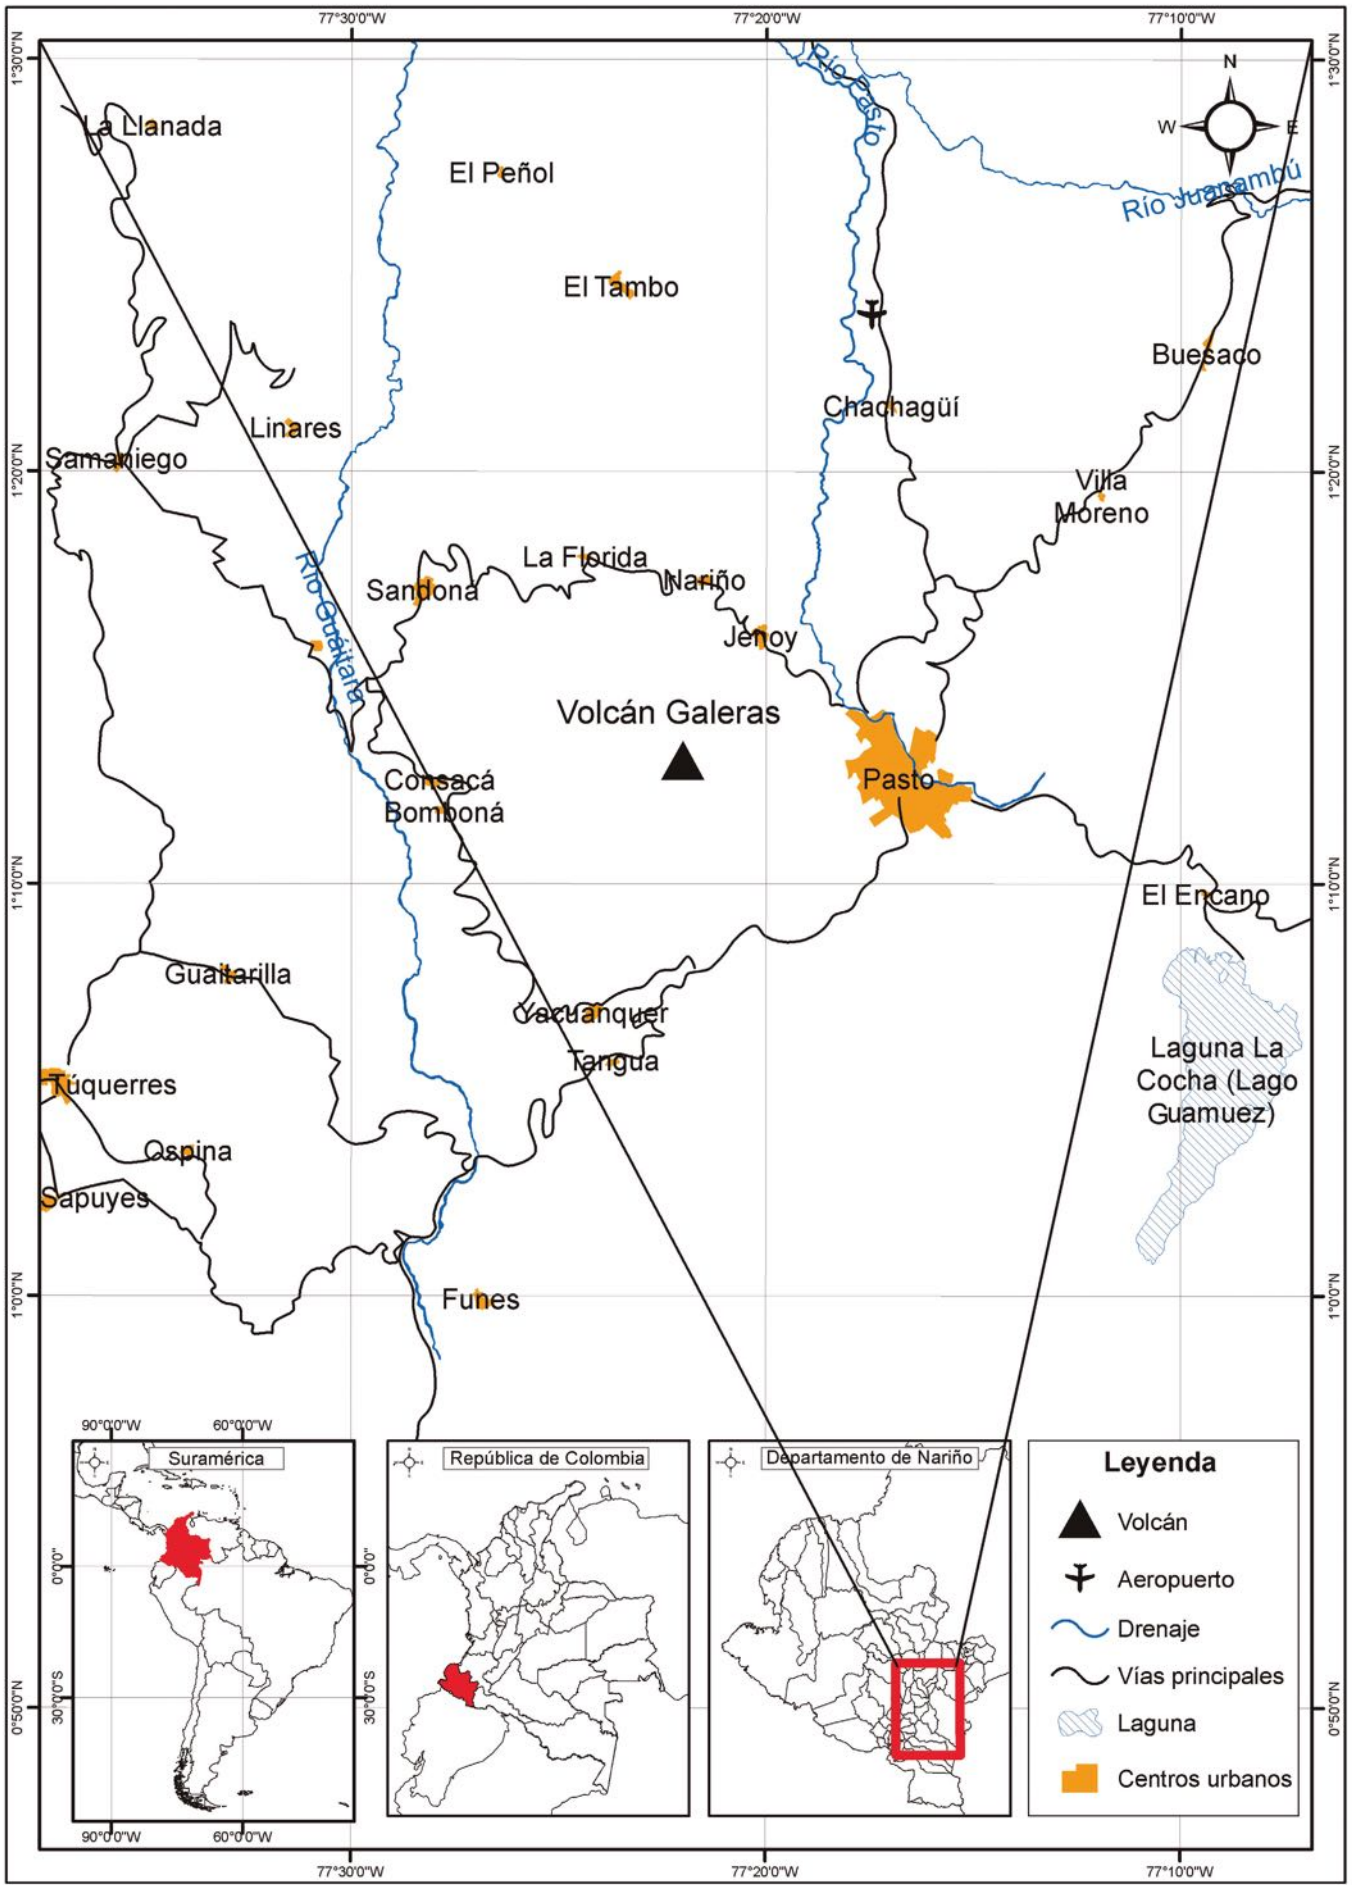 77°30'0"W
77°20'0"W
77°10'0"W
1°30'0"N
1°30'0"N
N
W
E
Río Pasto
La Llanada
El Peñol
Río Juanambú
El Tambo
Buesaco
Chachagüí
Linares
Samaniego
1°20'0"N
1°20'0"N
Villa
Moreno
La Florida
Nariño
Sandona
Río Guáitara
Jenoy
Volcán Galeras
Pasto
Consacá
Bomboná
1°10'0"N
1°10'0"N
El Encano
Guaitarilla
Yacuanquer
Tangua
Laguna La
Cocha (Lago
Guamuez)
Túquerres
Ospina
Sapuyes
1°0'0"N
1°0'0"N
Funes
90°0'0"W
60°0'0"W
Suramérica
0°0'0"
0°0'0"
30°0'0"S
30°0'0"S
90°0'0"W
60°0'0"W
República de Colombia
Departamento de Nariño
Leyenda
Volcán
Aeropuerto
Drenaje
Vías principales
Laguna
Centros urbanos
0°50'0"N
0°50'0"N
77°30'0"W
77°20'0"W
77°10'0"W